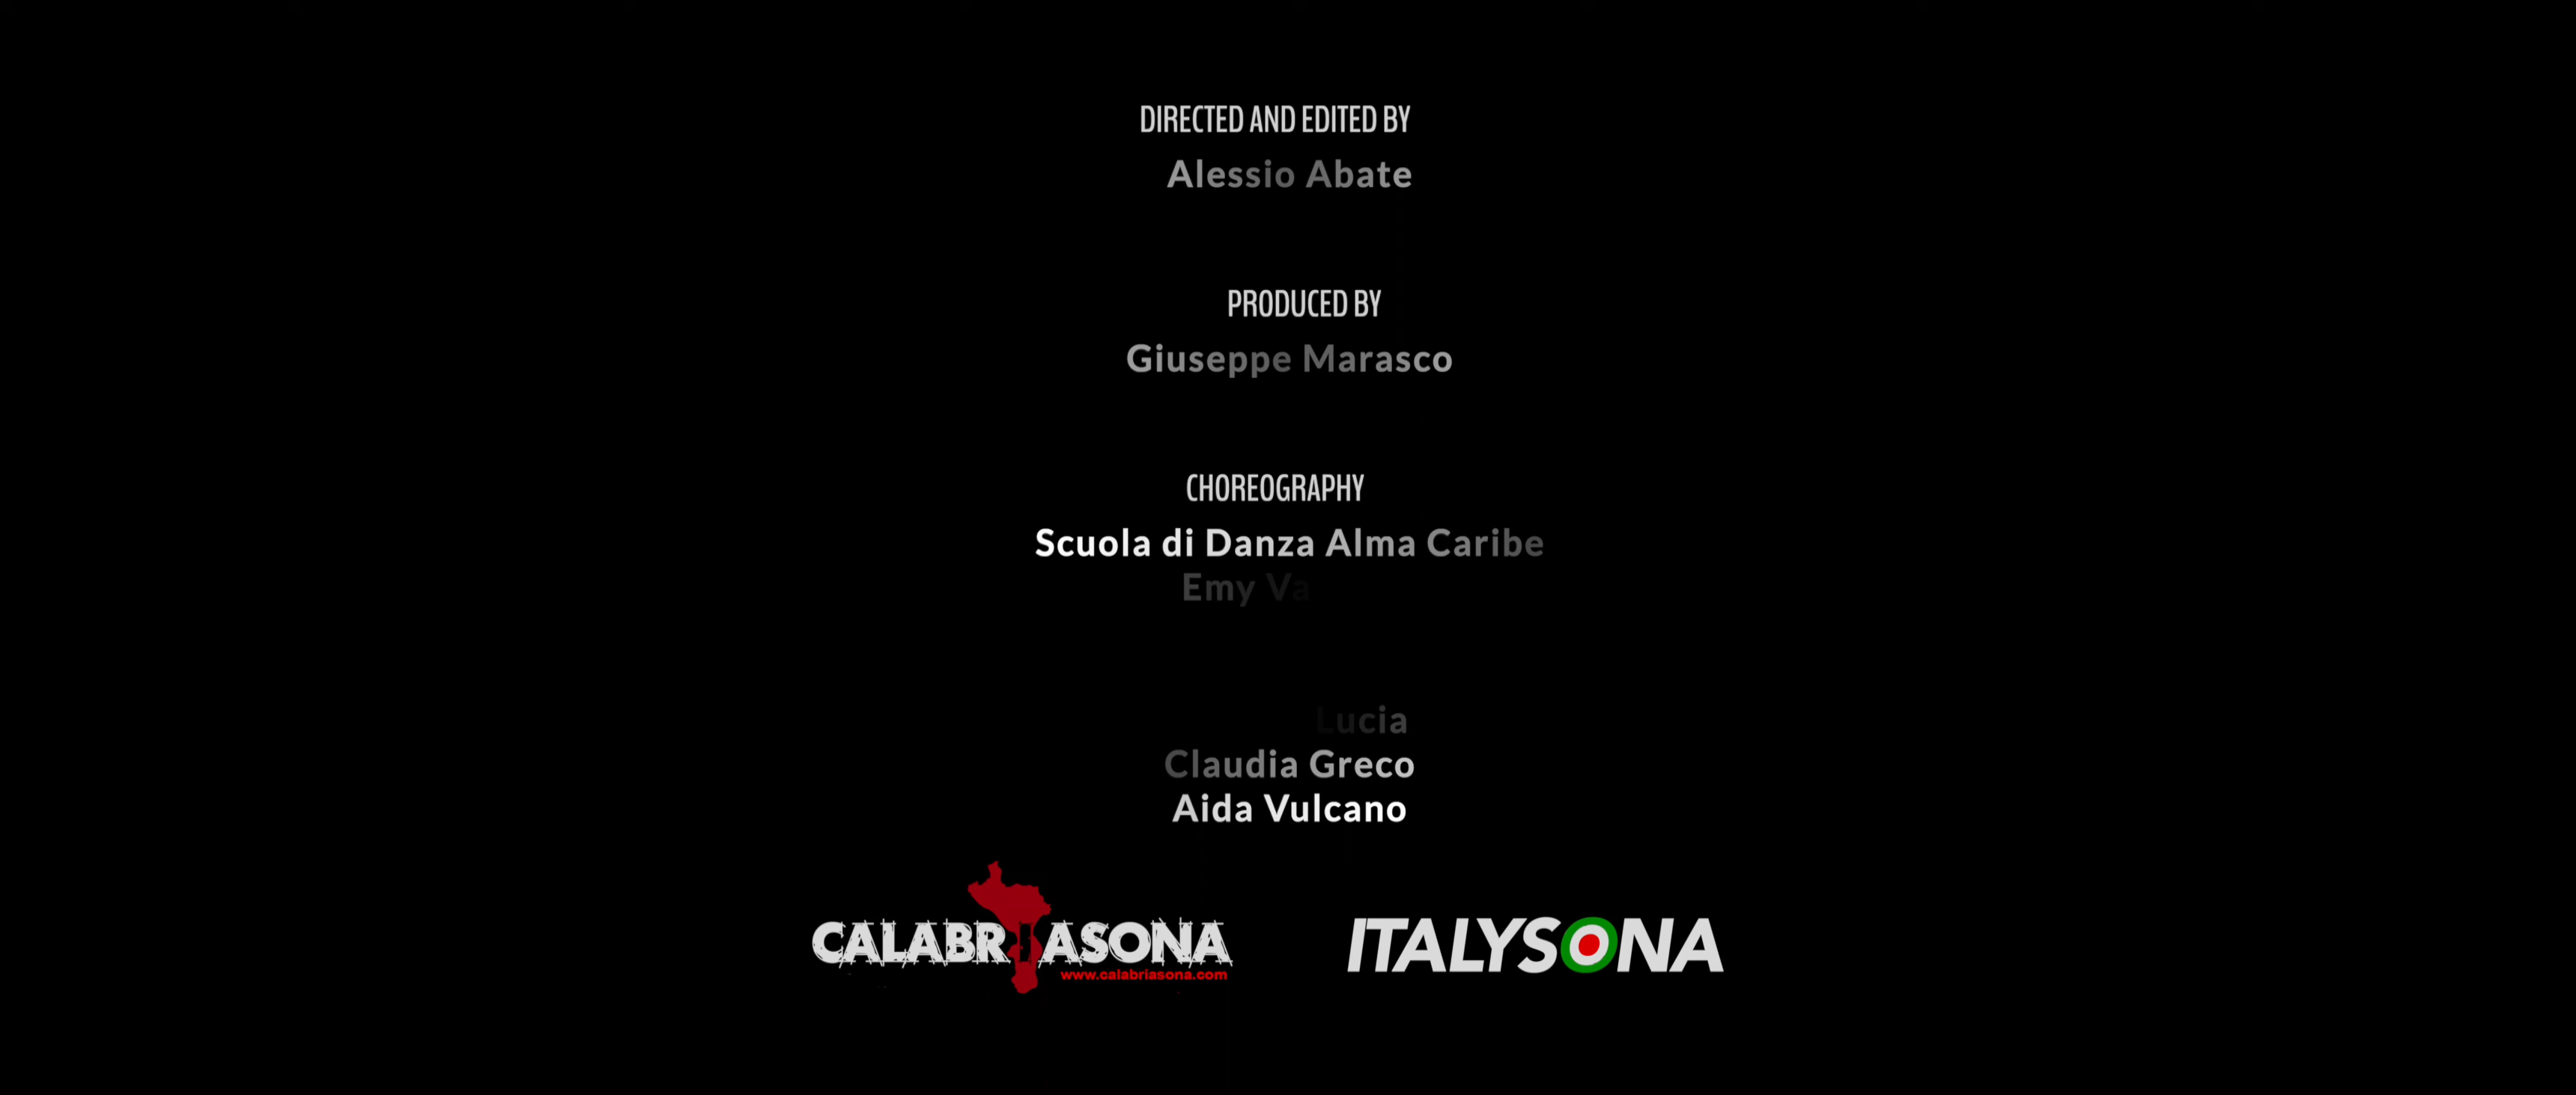 DIRECTED AND EDITED BY
Alessio Abate
PRODUCED BY
Giuseppe Marasco
CHOREOGRAPHY
Scuola di Danza Alma Caribe
Emy
Lucia
Claudia Greco
Aida Vulcano
CALABRIASONA
www.calabriasona.com
ITALYSONA